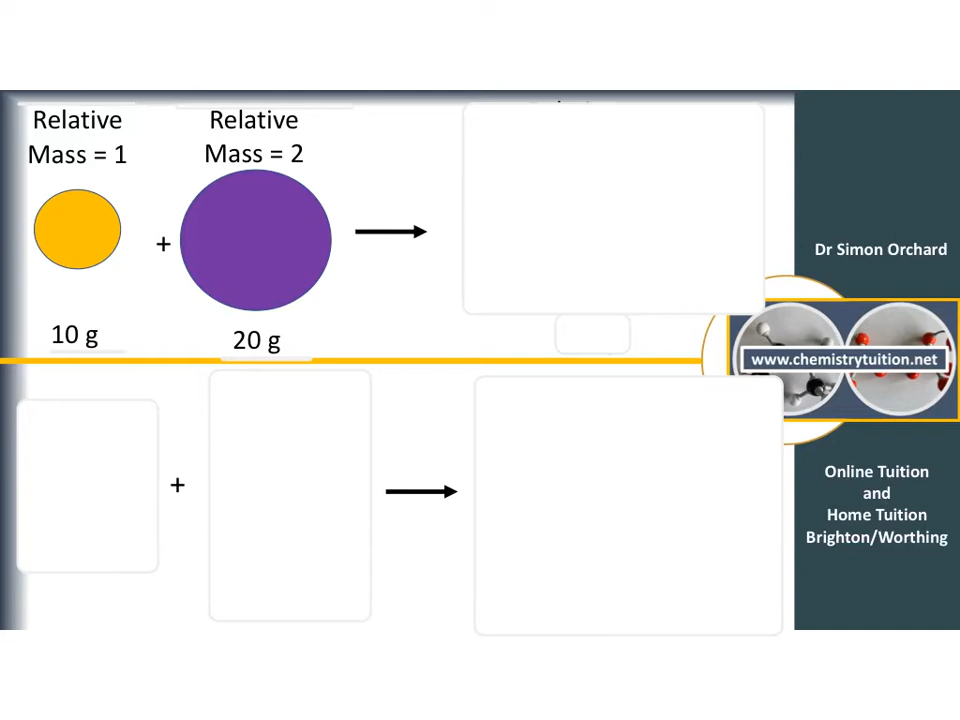 Relative
Mass = 1
Relative
Mass = 2
+
10 g
20 g
+
Dr Simon Orchard
www.chemistrytuition.net
Online Tuition
and
Home Tuition
Brighton/Worthing